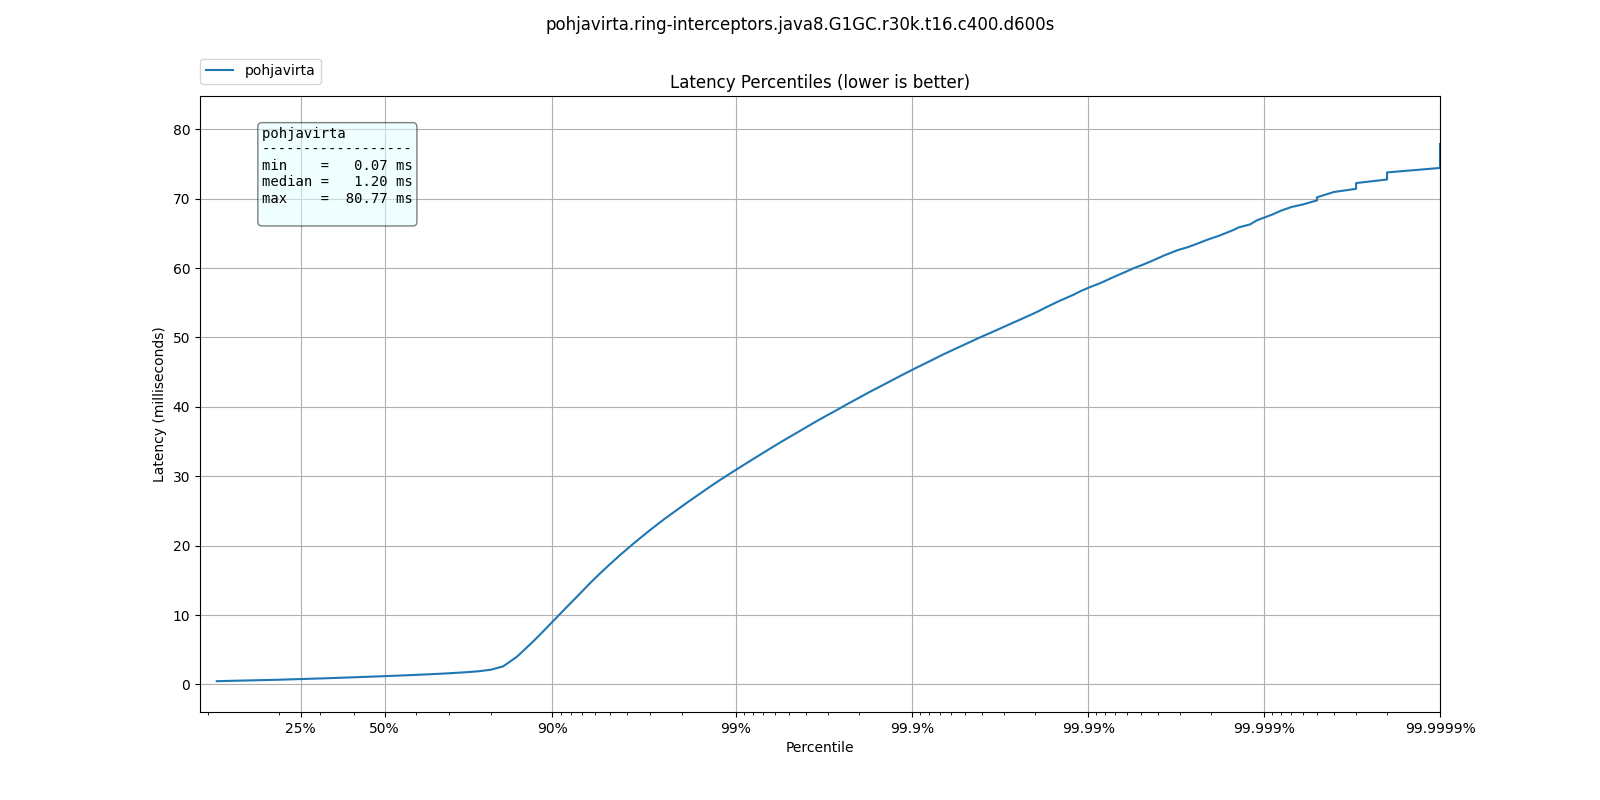 pohjavirta.ring-interceptors.java8.G1GC.r30k.t16.c400.d600s
pohjavirta
Latency Percentiles (lower is better)
pohjavirta
------------------
min    =   0.07 ms
median =   1.20 ms
max    =  80.77 ms
80
70
60
50
40
30
20
10
0
Latency (milliseconds)
25% 50% 90% 99% 99.9% 99.99% 99.999% 99.9999%
Percentile